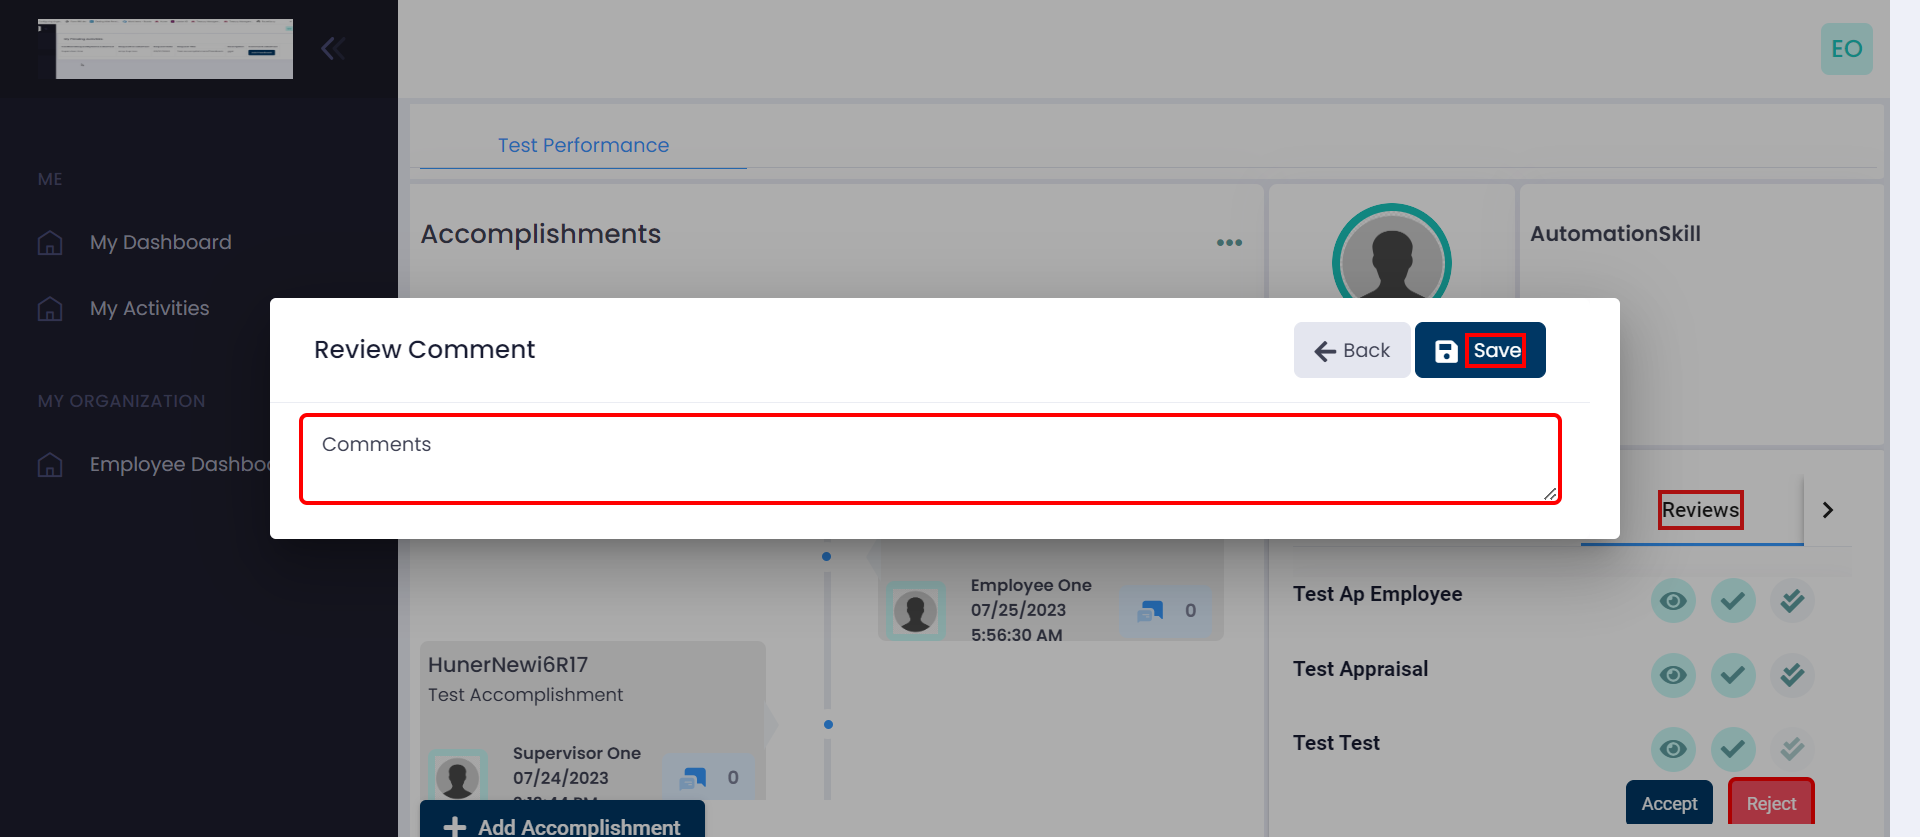 EO
ME
My Dashboard
My Activities
MY ORGANIZATION
Employee Dashbo
Test Performance
Accomplishments
AutomationSkill
Review Comment
Back
Save
Comments
Reviews
Employee One
07/25/2023
5:56:30 AM
0
HunerNewi6R17
Test Accomplishment
Supervisor One
07/24/2023
0
Add Accomplishment
Test Ap Employee
Test Appraisal
Test Test
Accept
Reject